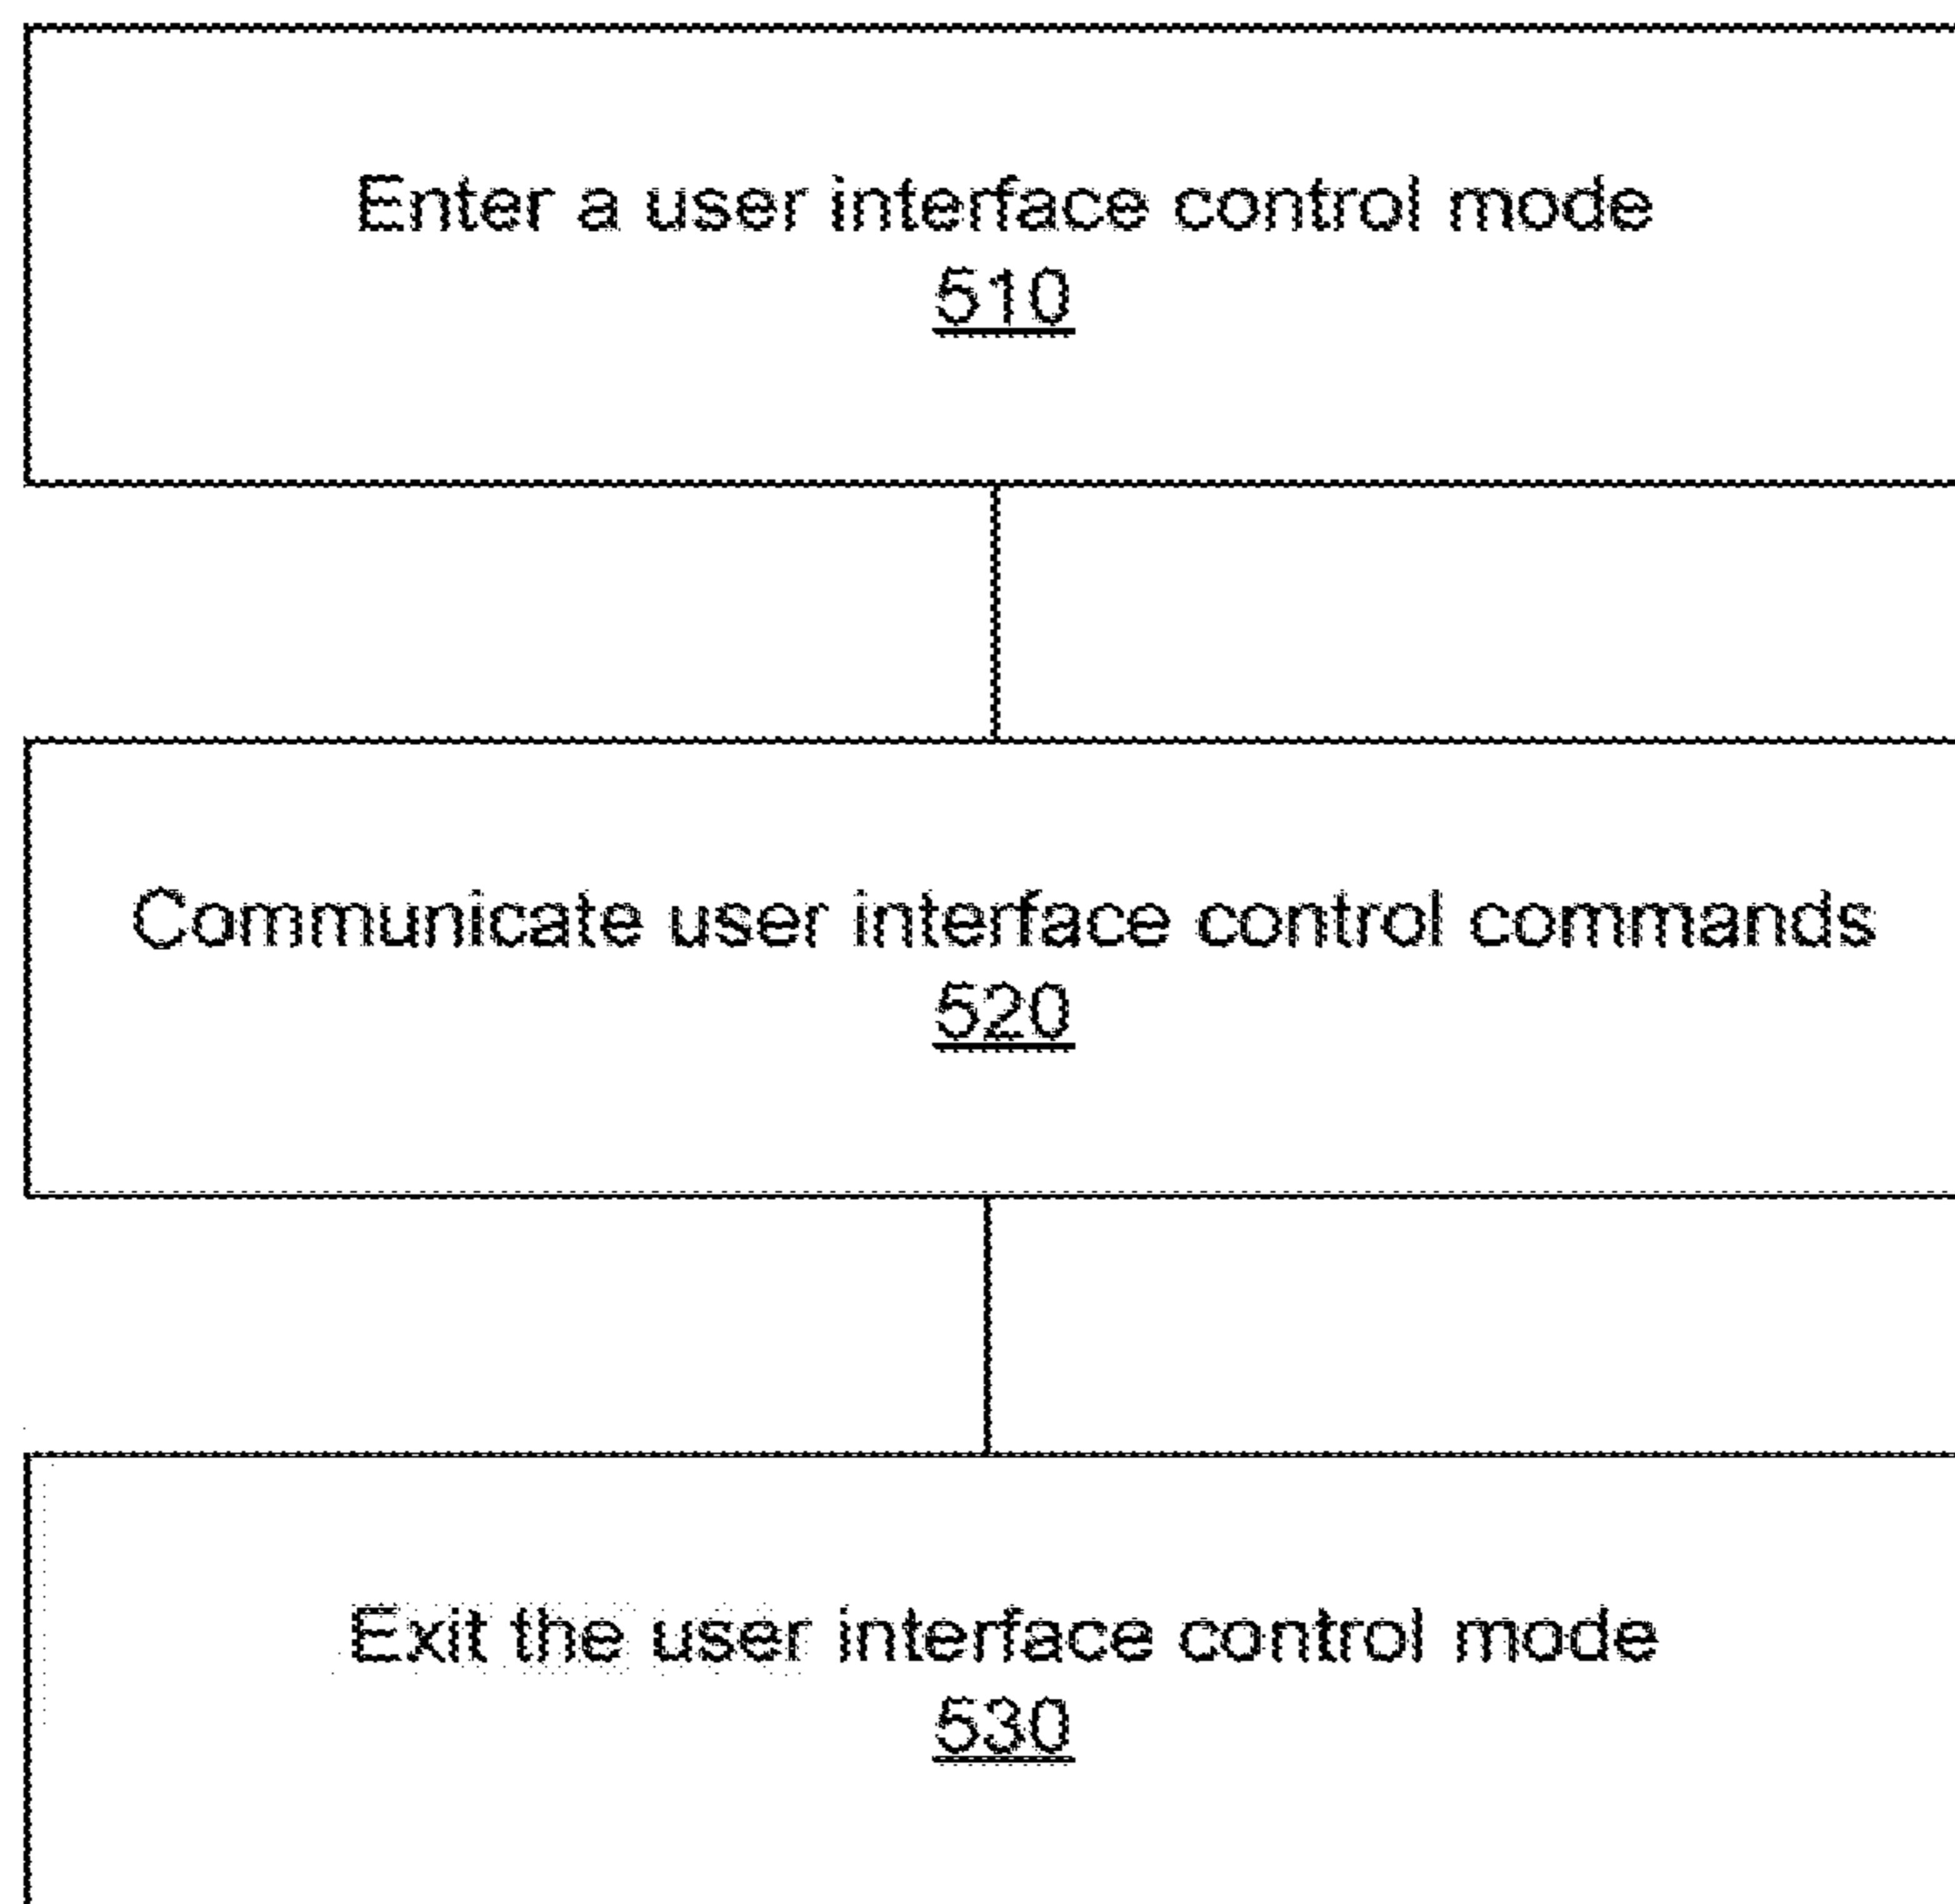 Enter a user interface control mode
510
Communicate user interface control commands
520
Exit the user interface control mode
530